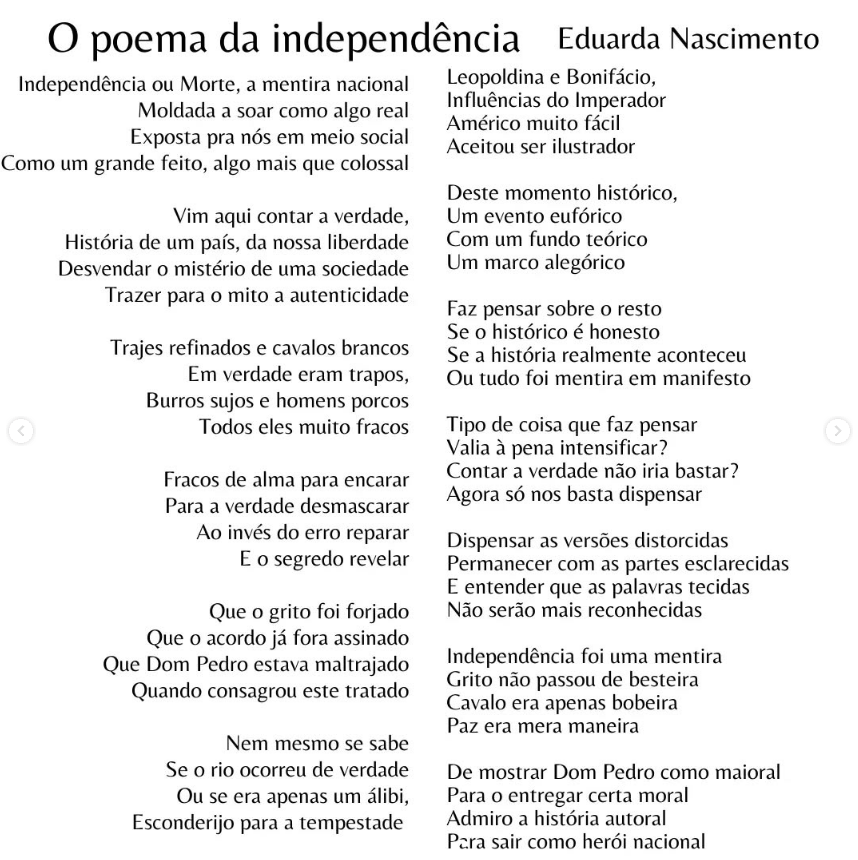 O poema da independência
Eduarda Nascimento
Independência ou Morte, a mentira nacional
Moldada a soar como algo real
Exposta pra nós em meio social
Como um grande feito, algo mais que colossal
Vim aqui contar a verdade,
História de um país, da nossa liberdade
Desvendar o mistério de uma sociedade
Trazer para o mito a autenticidade
Trajes refinados e cavalos brancos
Em verdade eram trapos,
Burros sujos e homens porcos
Todos eles muito fracos
Fracos de alma para encarar
Para a verdade desmascarar
Ao invés do erro reparar
E o segredo revelar
Que o grito foi forjado
Que o acordo já fora assinado
Que Dom Pedro estava maltrajado
Quando consagrou este tratado
Nem mesmo se sabe
Se o rio ocorreu de verdade
Ou se era apenas um álibi,
Esconderijo para a tempestade
Leopoldina e Bonifácio,
Influências do Imperador
Américo muito fácil
Aceitou ser ilustrador
Deste momento histórico,
Um evento eufórico
Com um fundo teórico
Um marco alegórico
Faz pensar sobre o resto
Se o histórico é honesto
Se a história realmente aconteceu
Ou tudo foi mentira em manifesto
Tipo de coisa que faz pensar
Valia à pena intensificar?
Contar a verdade não iria bastar?
Agora só nos basta dispensar
Dispensar as versões distorcidas
Permanecer com as partes esclarecidas
E entender que as palavras tecidas
Não serão mais reconhecidas
Independência foi uma mentira
Grito não passou de besteira
Cavalo era apenas bobeira
Paz era mera maneira
De mostrar Dom Pedro como maioral
Para o entregar certa moral
Admiro a história autoral
Para sair como herói nacional